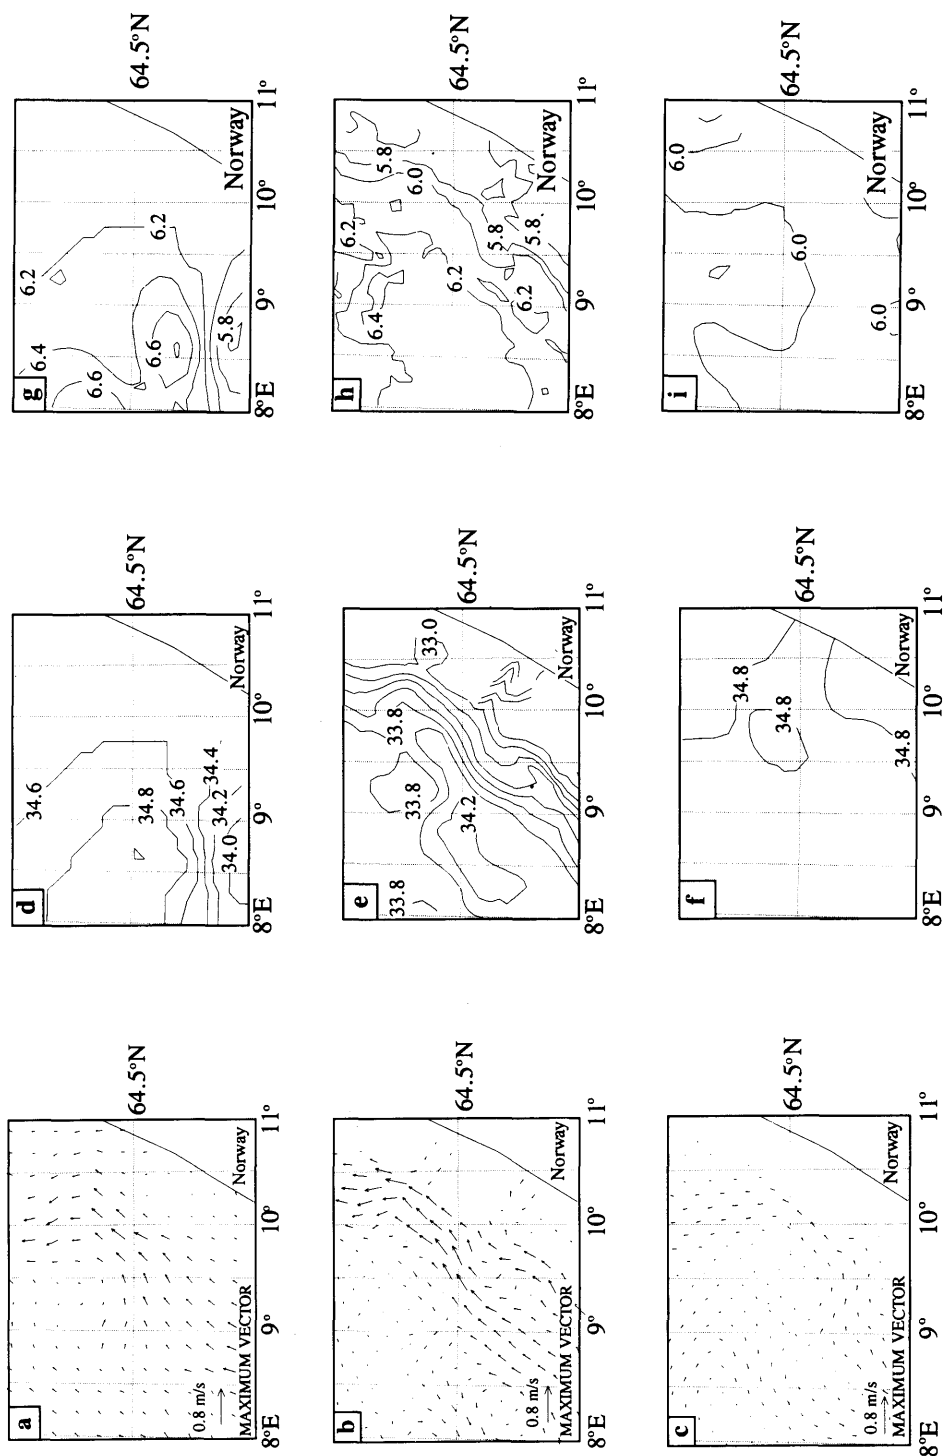 a
64.5°N
0.8 m/s
MAXIMUM VECTOR
Norway
8°E 9° 10° 11°
d
34.6
64.5°N
34.8
34.6
34.4
34.2
34.0
Norway
8°E 9° 10° 11°
g
6.2
6.4
6.6
64.5°N
6.2
6.6
5.8
Norway
8°E 9° 10° 11°
b
64.5°N
0.8 m/s
MAXIMUM VECTOR
Norway
8°E 9° 10° 11°
e
33.8
33.8
33.8
33.0
64.5°N
34.2
Norway
8°E 9° 10° 11°
h
6.2
6.4
5.8
6.0
64.5°N
6.2
5.8
6.2
5.8
Norway
8°E 9° 10° 11°
c
64.5°N
0.8 m/s
MAXIMUM VECTOR
Norway
8°E 9° 10° 11°
f
34.8
34.8
64.5°N
34.8
Norway
8°E 9° 10° 11°
i
6.0
64.5°N
6.0
6.0
Norway
8°E 9° 10° 11°